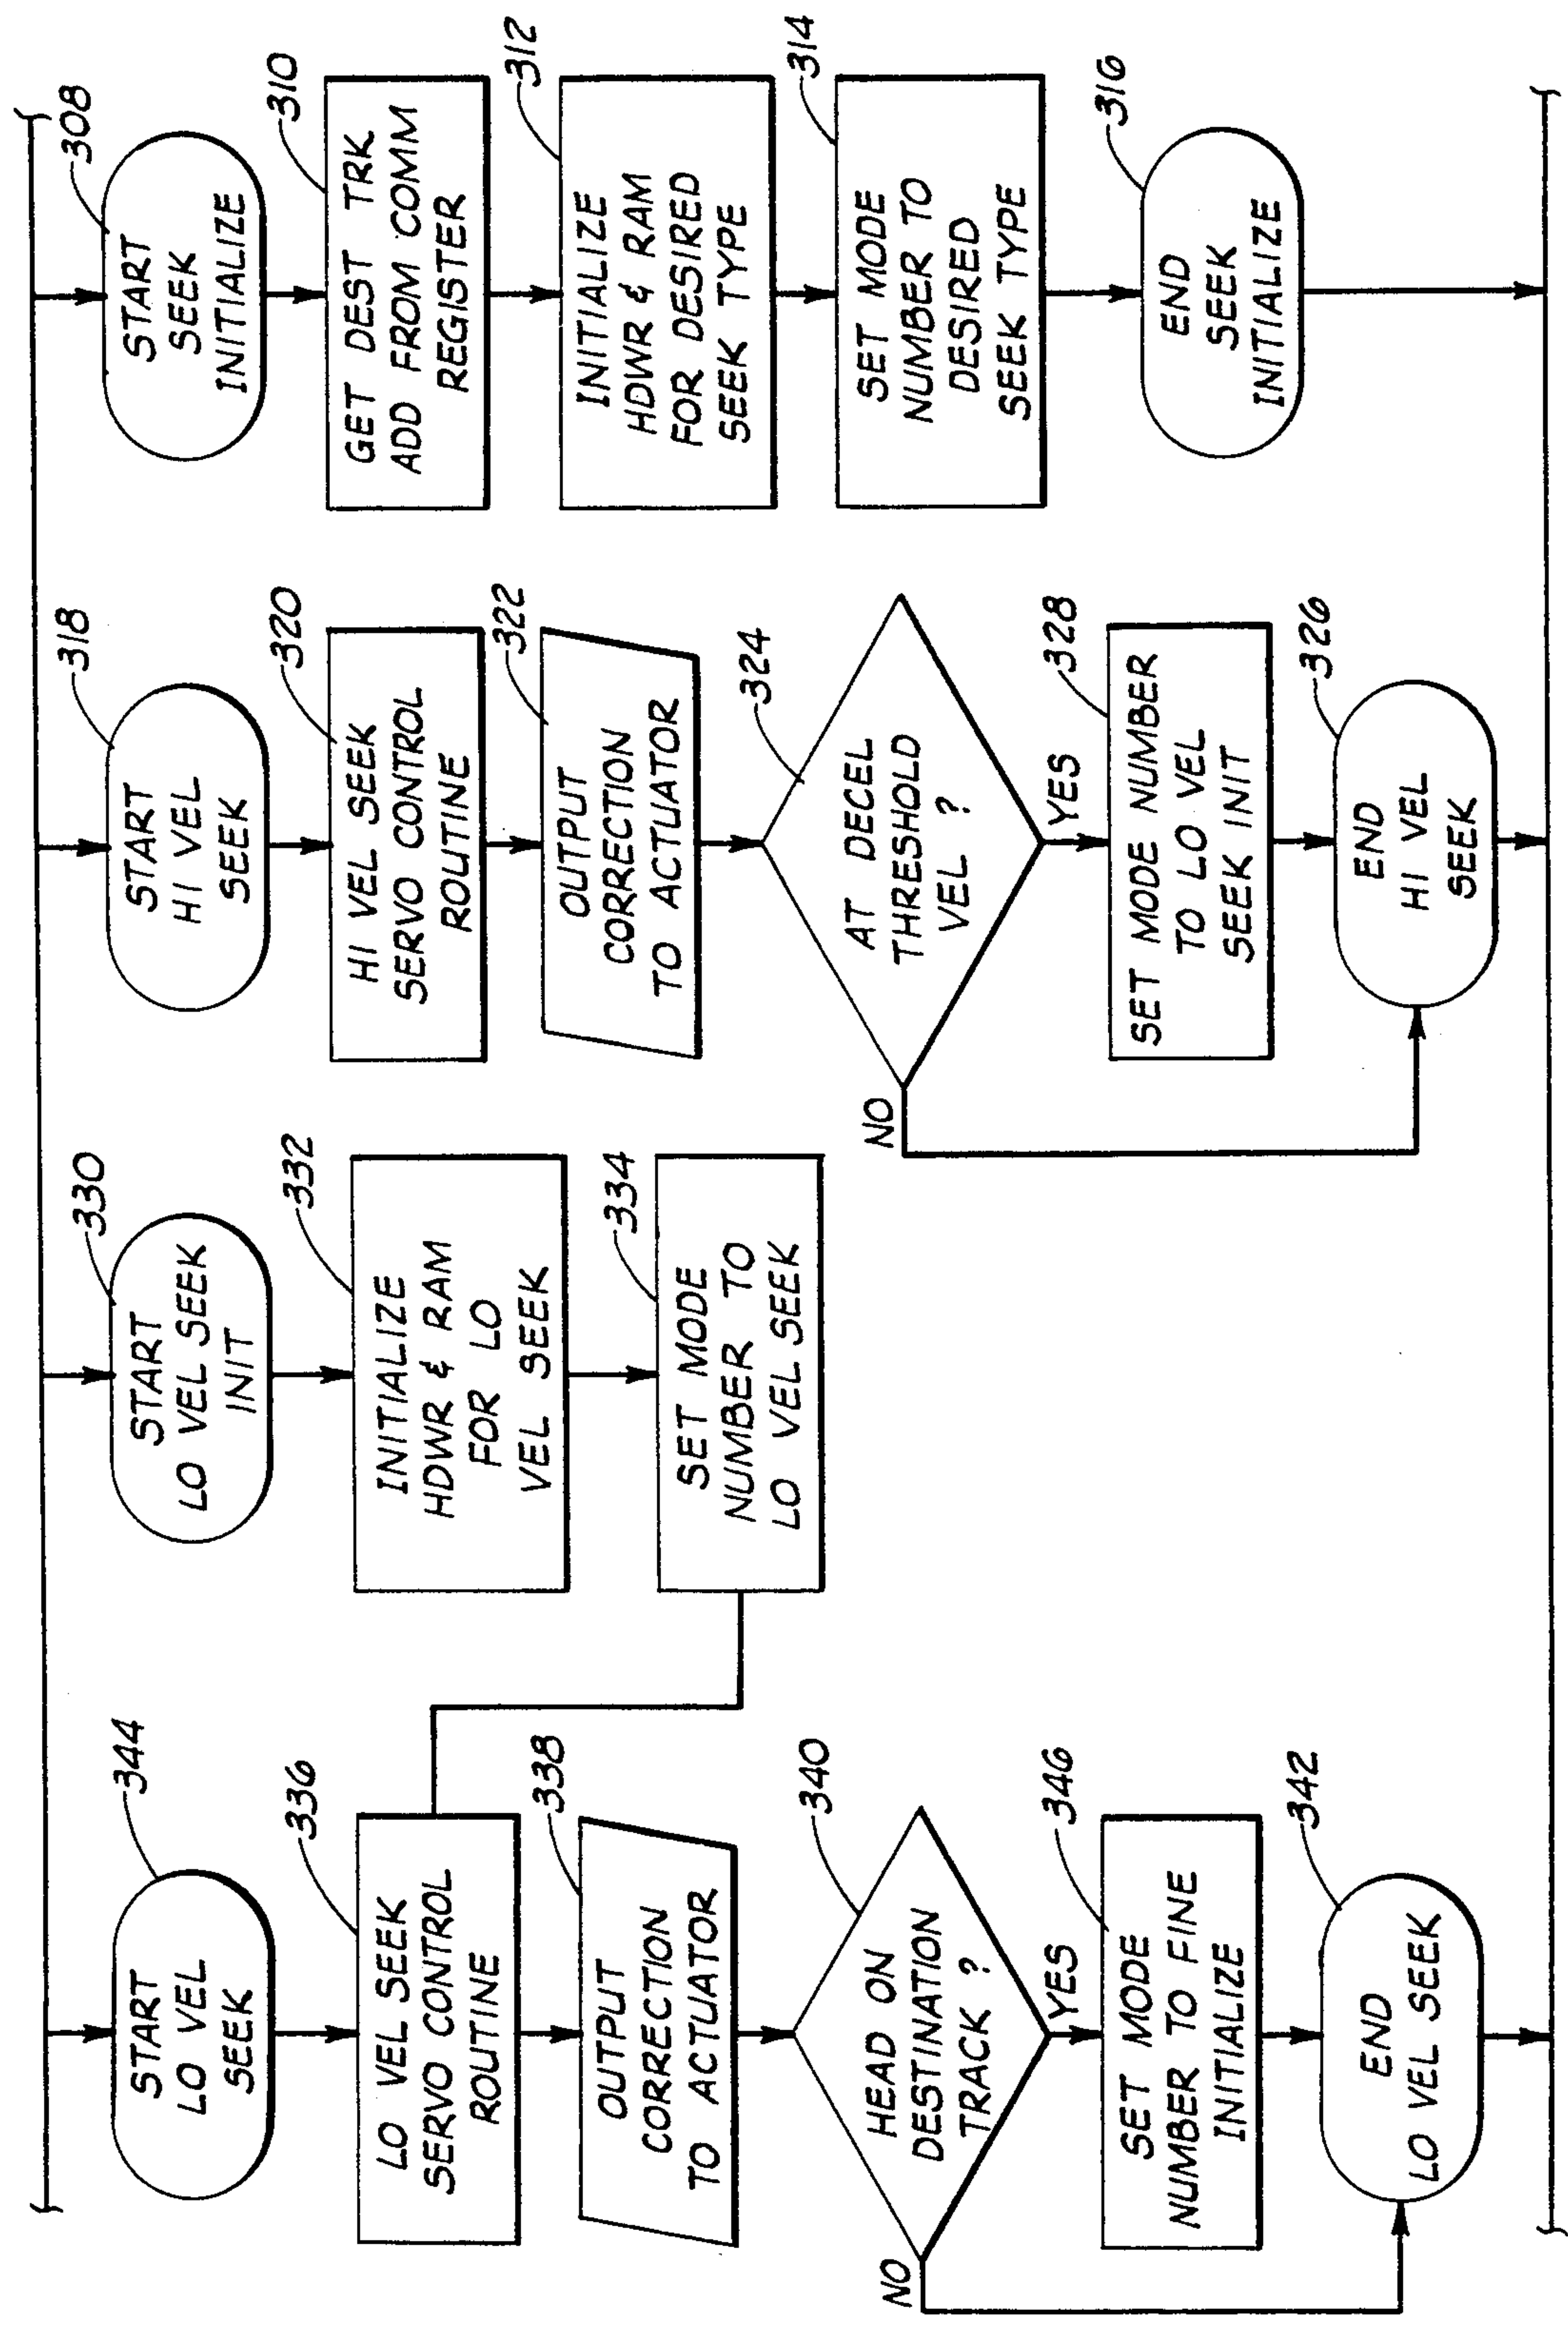 344
START
LO VEL
SEEK
336
LO VEL SEEK
SERVO CONTROL
ROUTINE
338
OUTPUT
CORRECTION
TO ACTUATOR
340
HEAD ON
DESTINATION
TRACK ?
NO
YES
346
SET MODE
NUMBER TO FINE
INITIALIZE
342
END
LO VEL SEEK
330
START
LO VEL SEEK
INIT
332
INITIALIZE
HDWR & RAM
FOR LO
VEL SEEK
334
SET MODE
NUMBER TO
LO VEL SEEK
318
START
HI VEL
SEEK
320
HI VEL SEEK
SERVO CONTROL
ROUTINE
322
OUTPUT
CORRECTION
TO ACTUATOR
324
AT DECEL
THRESHOLD
VEL ?
NO
YES
328
SET MODE NUMBER
TO LO VEL
SEEK INIT
326
END
HI VEL
SEEK
308
START
SEEK
INITIALIZE
310
GET DEST TRK
ADD FROM COMM
REGISTER
312
INITIALIZE
HDWR & RAM
FOR DESIRED
SEEK TYPE
314
SET MODE
NUMBER TO
DESIRED
SEEK TYPE
316
END
SEEK
INITIALIZE